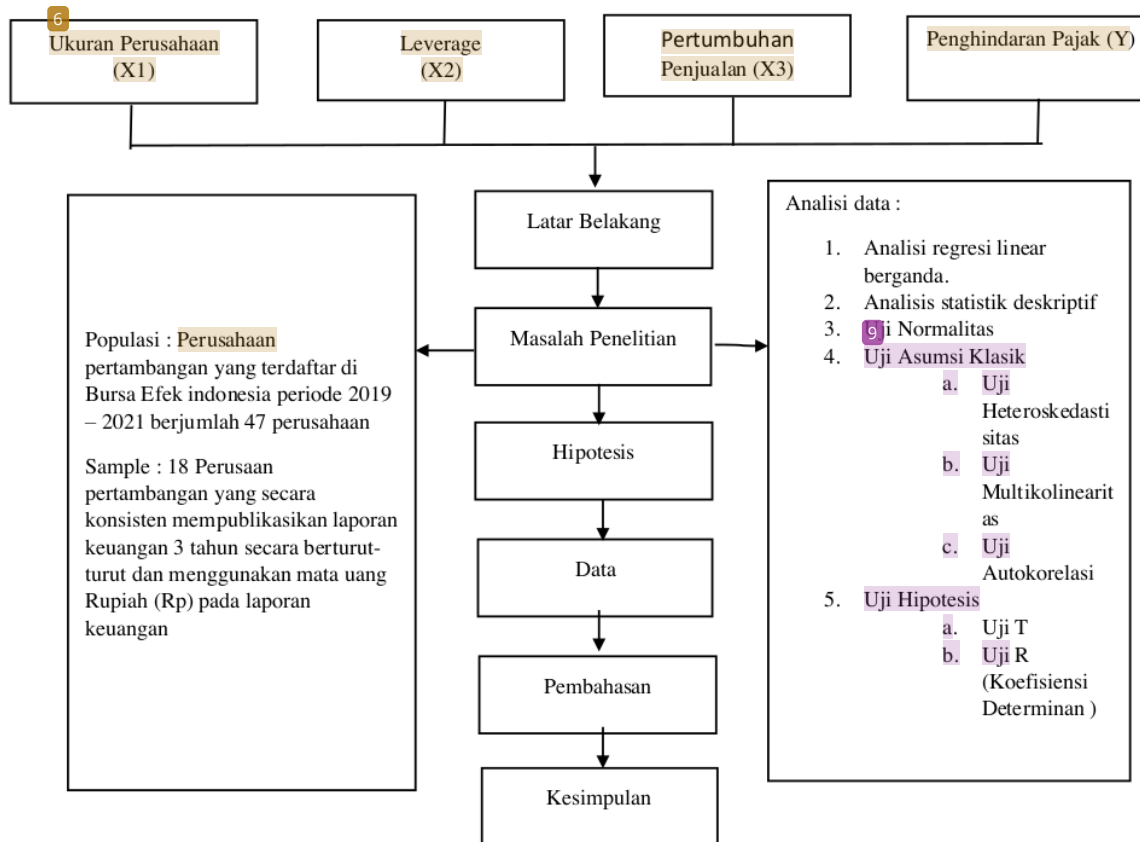 6
Ukuran Perusahaan
(X1)
Leverage
(X2)
Pertumbuhan
Penjualan (X3)
Penghindaran Pajak (Y)
Latar Belakang
Masalah Penelitian
Hipotesis
Data
Pembahasan
Kesimpulan
Populasi : Perusahaan
pertambangan yang terdaftar di
Bursa Efek indonesia periode 2019
– 2021 berjumlah 47 perusahaan
Sample : 18 Perusaan
pertambangan yang secara
konsisten mempublikasikan laporan
keuangan 3 tahun secara berturut-
turut dan menggunakan mata uang
Rupiah (Rp) pada laporan
keuangan
Analisi data :
1. Analisi regresi linear
berganda.
2. Analisis statistik deskriptif
3. Uji Normalitas
9
4. Uji Asumsi Klasik
a. Uji
Heteroskedasti
sitas
b. Uji
Multikolinearit
as
c. Uji
Autokorelasi
5. Uji Hipotesis
a. Uji T
b. Uji R
(Koefisiensi
Determinan )